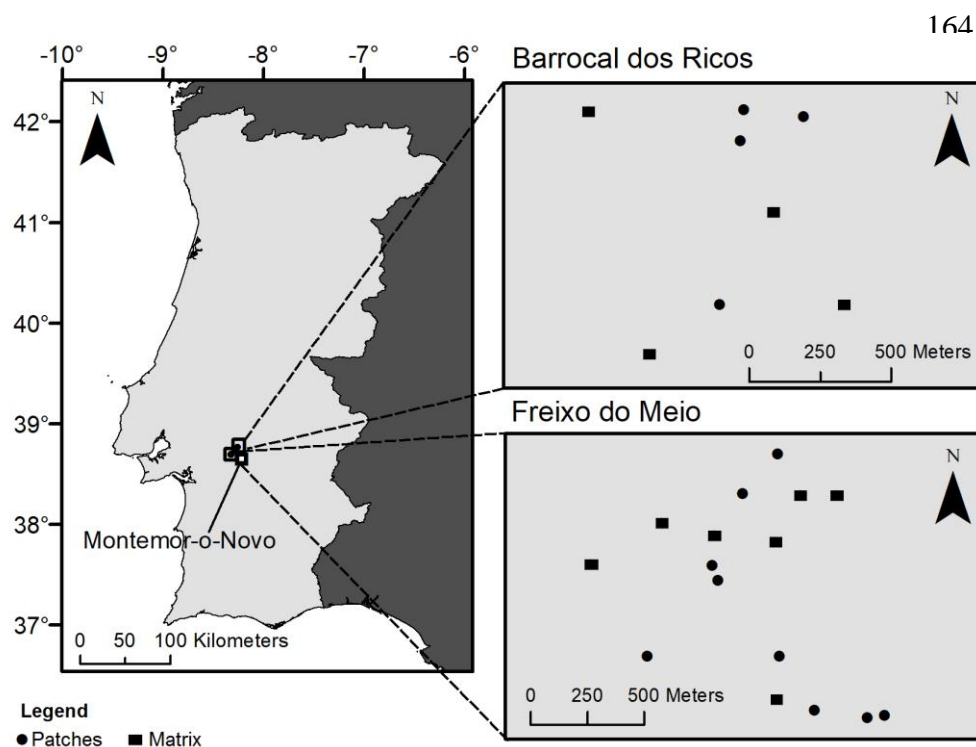 164
-10° -9° -8° -7° -6°
Barrocal dos Ricos
N
N
42°
41°
40°
0 250 500 Meters
39°
Freixo do Meio
N
38°
Montemor-o-Novo
37°
0 50 100 Kilometers
0 250 500 Meters
Legend
Patches Matrix